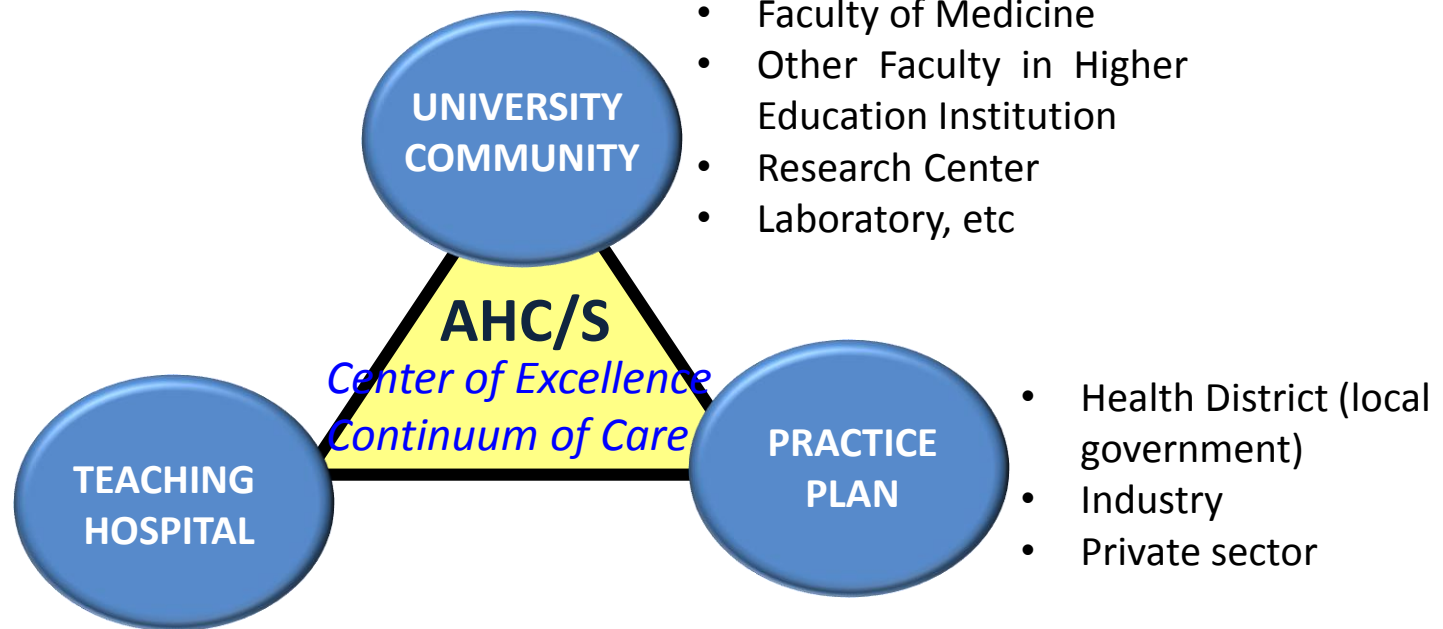 • Faculty of Medicine
• Other Faculty in Higher
Education Institution
• Research Center
• Laboratory, etc
UNIVERSITY
COMMUNITY
AHC/S
Center of Excellence
Continuum of Care
TEACHING
HOSPITAL
PRACTICE
PLAN
• Health District (local
government)
• Industry
• Private sector